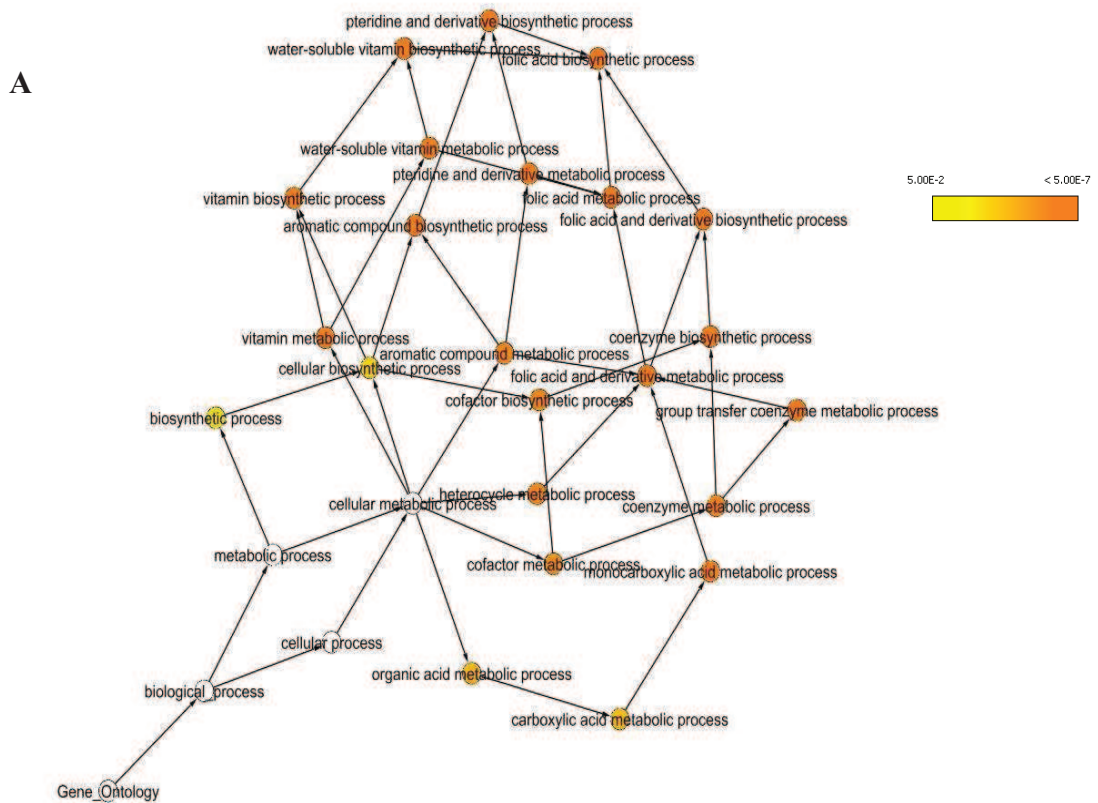 pteridine and derivative biosynthetic process
water-soluble vitamin biosynthetic process
folic acid biosynthetic process
A
water-soluble vitamin metabolic process
pteridine and derivative metabolic process
5.00E-2
< 5.00E-7
vitamin biosynthetic process
folic acid metabolic process
aromatic compound biosynthetic process
folic acid and derivative biosynthetic process
vitamin metabolic process
coenzyme biosynthetic process
aromatic compound metabolic process
cellular biosynthetic process
folic acid and derivative metabolic process
cofactor biosynthetic process
group transfer coenzyme metabolic process
biosynthetic process
heterocycle metabolic process
cellular metabolic process
coenzyme metabolic process
metabolic process
cofactor metabolic process
monocarboxylic acid metabolic process
cellular process
organic acid metabolic process
biological_process
carboxylic acid metabolic process
Gene_Ontology